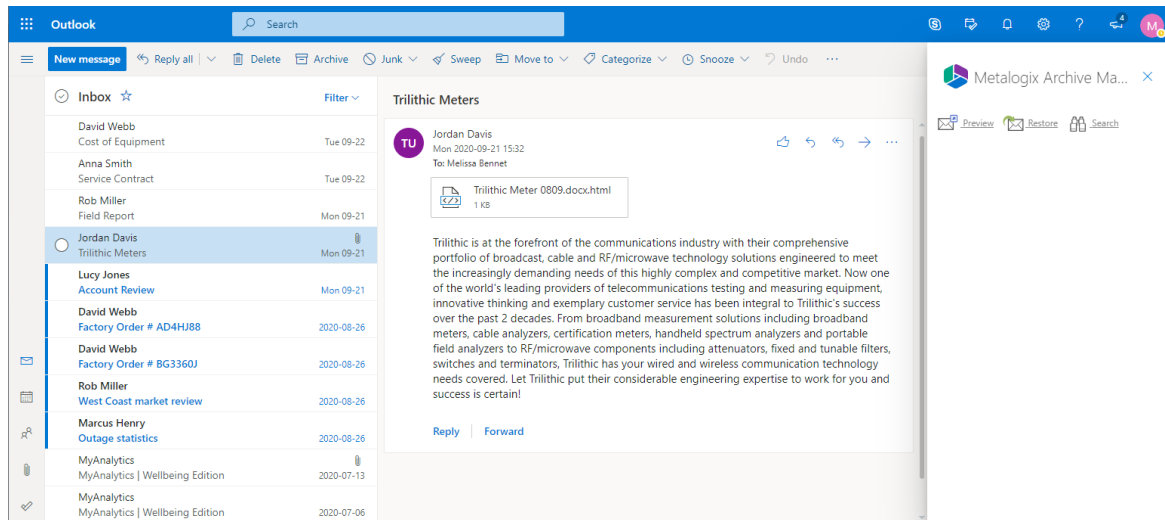 Outlook
Search
4
M
New message
Reply all
Delete
Archive
Junk
Sweep
Move to
Categorize
Snooze
Undo
Inbox
Filter
David Webb
Cost of Equipment
Tue 09-22
Anna Smith
Service Contract
Tue 09-22
Rob Miller
Field Report
Mon 09-21
Jordan Davis
Trilithic Meters
Mon 09-21
Lucy Jones
Account Review
Mon 09-21
David Webb
Factory Order # AD4HJ88
2020-08-26
David Webb
Factory Order # BG3360J
2020-08-26
Rob Miller
West Coast market review
2020-08-26
Marcus Henry
Outage statistics
2020-08-26
MyAnalytics
MyAnalytics | Wellbeing Edition
2020-07-13
MyAnalytics
MyAnalytics | Wellbeing Edition
2020-07-06
Trilithic Meters
TU
Jordan Davis
Mon 2020-09-21 15:32
To: Melissa Bennet
Trilithic Meter 0809.docx.html
1 KB
Trilithic is at the forefront of the communications industry with their comprehensive
portfolio of broadcast, cable and RF/microwave technology solutions engineered to meet
the increasingly demanding needs of this highly complex and competitive market. Now one
of the world's leading providers of telecommunications testing and measuring equipment,
innovative thinking and exemplary customer service has been integral to Trilithic's success
over the past 2 decades. From broadband measurement solutions including broadband
meters, cable analyzers, certification meters, handheld spectrum analyzers and portable
field analyzers to RF/microwave components including attenuators, fixed and tunable filters,
switches and terminators, Trilithic has your wired and wireless communication technology
needs covered. Let Trilithic put their considerable engineering expertise to work for you and
success is certain!
Reply
Forward
Metalogix Archive Ma...
Preview
Restore
Search